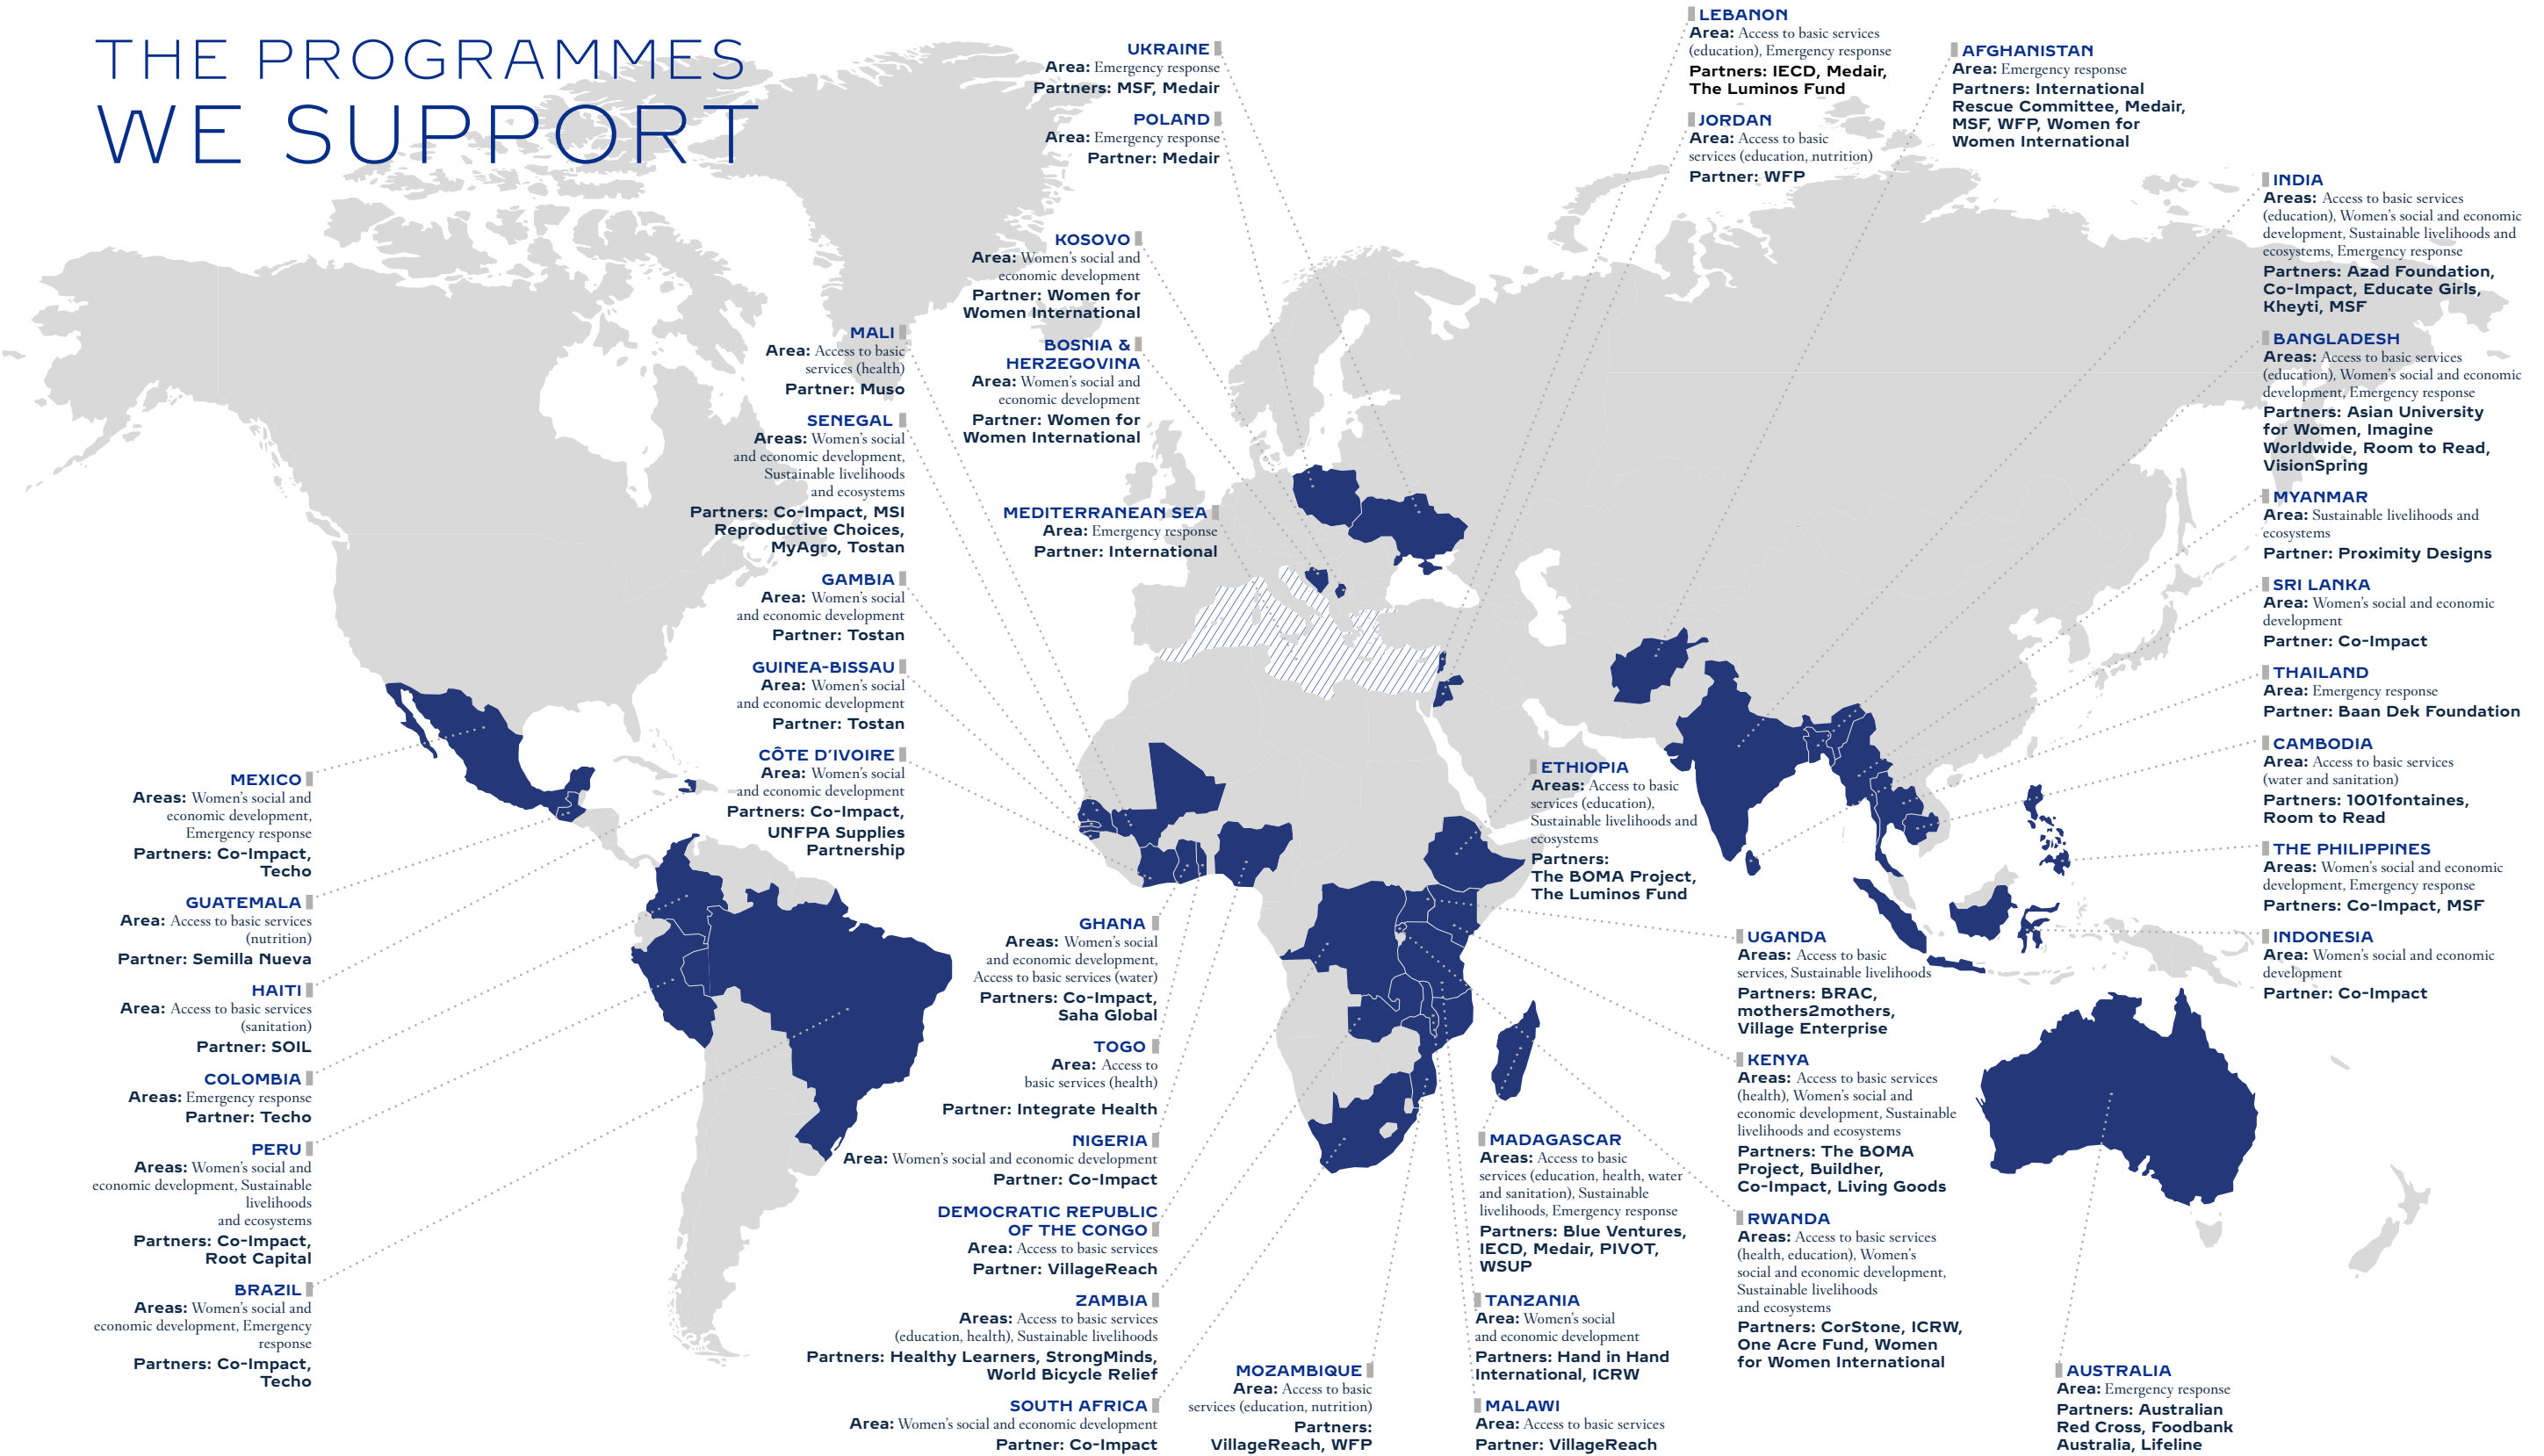 THE PROGRAMMES
WE SUPPORT
MEXICO
Areas: Women's social and
economic development,
Emergency response
Partners: Co-Impact,
Techo
GUATEMALA
Area: Access to basic services
(nutrition)
Partner: Semilla Nueva
HAITI
Area: Access to basic services
(sanitation)
Partner: SOIL
COLOMBIA
Areas: Emergency response
Partner: Techo
PERU
Areas: Women's social and
economic development, Sustainable
livelihoods
and ecosystems
Partners: Co-Impact,
Root Capital
BRAZIL
Areas: Women's social and
economic development, Emergency
response
Partners: Co-Impact,
Techo
MALI
Area: Access to basic
services (health)
Partner: Muso
SENEGAL
Areas: Women's social
and economic development,
Sustainable livelihoods
and ecosystems
Partners: Co-Impact, MSI
Reproductive Choices,
MyAgro, Tostan
GAMBIA
Area: Women's social
and economic development
Partner: Tostan
GUINEA-BISSAU
Area: Women's social
and economic development
Partner: Tostan
CÔTE D'IVOIRE
Area: Women's social
and economic development
Partners: Co-Impact,
UNFPA Supplies
Partnership
UKRAINE
Area: Emergency response
Partners: MSF, Medair
POLAND
Area: Emergency response
Partner: Medair
KOSOVO
Area: Women's social and
economic development
Partner: Women for
Women International
BOSNIA &
HERZEGOVINA
Area: Women's social and
economic development
Partner: Women for
Women International
MEDITERRANEAN SEA
Area: Emergency response
Partner: International
GHANA
Areas: Women's social
and economic development,
Access to basic services (water)
Partners: Co-Impact,
Saha Global
TOGO
Area: Access to
basic services (health)
Partner: Integrate Health
NIGERIA
Area: Women's social and economic development
Partner: Co-Impact
DEMOCRATIC REPUBLIC
OF THE CONGO
Area: Access to basic services
Partner: VillageReach
ZAMBIA
Areas: Access to basic services
(education, health), Sustainable livelihoods
Partners: Healthy Learners, StrongMinds,
World Bicycle Relief
SOUTH AFRICA
Area: Women's social and economic development
Partner: Co-Impact
MOZAMBIQUE
Area: Access to basic
services (education, nutrition)
Partners:
VillageReach, WFP
LEBANON
Area: Access to basic services
(education), Emergency response
Partners: IECD, Medair,
The Luminos Fund
JORDAN
Area: Access to basic
services (education, nutrition)
Partner: WFP
AFGHANISTAN
Area: Emergency response
Partners: International
Rescue Committee, Medair,
MSF, WFP, Women for
Women International
ETHIOPIA
Areas: Access to basic
services (education),
Sustainable livelihoods and
ecosystems
Partners:
The BOMA Project,
The Luminos Fund
MADAGASCAR
Areas: Access to basic
services (education, health, water
and sanitation), Sustainable
livelihoods, Emergency response
Partners: Blue Ventures,
IECD, Medair, PIVOT,
WSUP
TANZANIA
Area: Women's social
and economic development
Partners: Hand in Hand
International, ICRW
MALAWI
Area: Access to basic services
Partner: VillageReach
UGANDA
Areas: Access to basic
services, Sustainable livelihoods
Partners: BRAC,
mothers2mothers,
Village Enterprise
KENYA
Areas: Access to basic services
(health), Women's social and
economic development, Sustainable
livelihoods and ecosystems
Partners: The BOMA
Project, Buildher,
Co-Impact, Living Goods
RWANDA
Areas: Access to basic services
(health, education), Women's
social and economic development,
Sustainable livelihoods
and ecosystems
Partners: CorStone, ICRW,
One Acre Fund, Women
for Women International
INDIA
Areas: Access to basic services
(education), Women's social and economic
development, Sustainable livelihoods and
ecosystems, Emergency response
Partners: Azad Foundation,
Co-Impact, Educate Girls,
Kheyti, MSF
BANGLADESH
Areas: Access to basic services
(education), Women's social and economic
development, Emergency response
Partners: Asian University
for Women, Imagine
Worldwide, Room to Read,
VisionSpring
MYANMAR
Area: Sustainable livelihoods and
ecosystems
Partner: Proximity Designs
SRI LANKA
Area: Women's social and economic
development
Partner: Co-Impact
THAILAND
Area: Emergency response
Partner: Baan Dek Foundation
CAMBODIA
Area: Access to basic services
(water and sanitation)
Partners: 1001fontaines,
Room to Read
THE PHILIPPINES
Areas: Women's social and economic
development, Emergency response
Partners: Co-Impact, MSF
INDONESIA
Area: Women's social and economic
development
Partner: Co-Impact
AUSTRALIA
Area: Emergency response
Partners: Australian
Red Cross, Foodbank
Australia, Lifeline